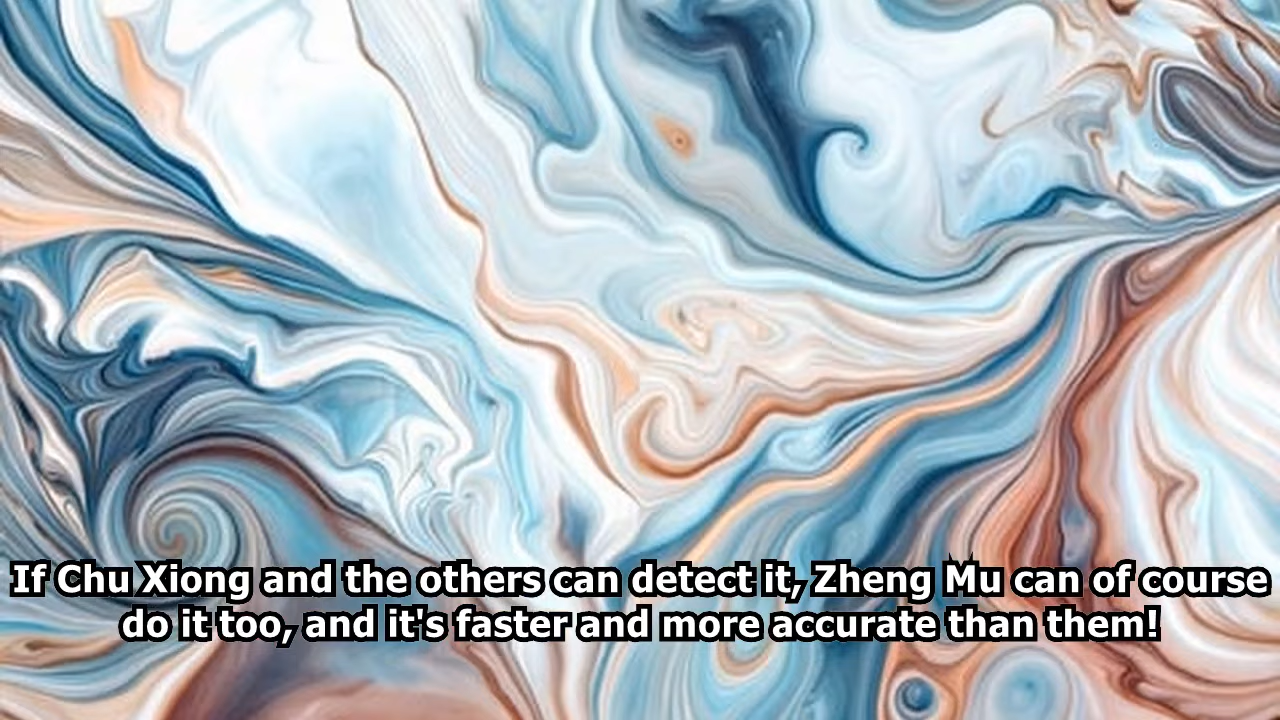 If Chu Xiong and the others can detect it, Zheng Mu can of course
do it too, and it's faster and more accurate than them!